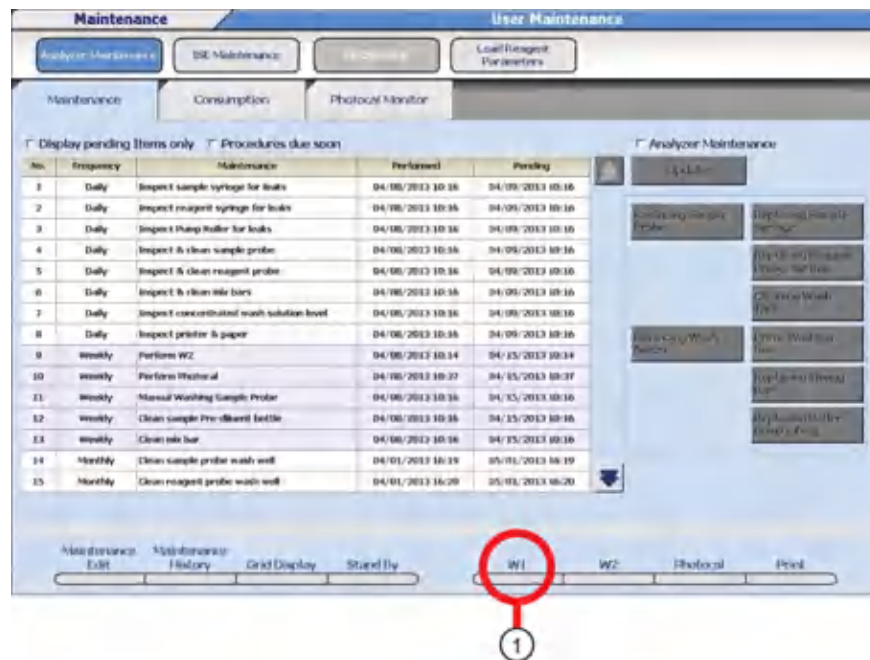 Maintenance
User Maintenance
Analyzer Maintenance
ISE Maintenance
Load Reagent
Parameters
Maintenance
Consumption
Photocal Monitor
Display pending Items only
Procedures due soon
Analyzer Maintenance
No. Frequency Maintenance Performed Pending
1 Daily Inspect sample syringe for leaks 04/08/2013 10:16 04/09/2013 10:16
2 Daily Inspect reagent syringe for leaks 04/08/2013 10:16 04/09/2013 10:16
3 Daily Inspect Pump Roller for leaks 04/08/2013 10:16 04/09/2013 10:16
4 Daily Inspect & clean sample probe 04/08/2013 10:16 04/09/2013 10:16
5 Daily Inspect & clean reagent probe 04/08/2013 10:16 04/09/2013 10:16
6 Daily Inspect & clean mix bars 04/08/2013 10:16 04/09/2013 10:16
7 Daily Inspect concentrated wash solution level 04/08/2013 10:16 04/09/2013 10:16
8 Daily Inspect printer & paper 04/08/2013 10:16 04/09/2013 10:16
9 Weekly Perform W2 04/08/2013 10:14 04/15/2013 10:14
10 Weekly Perform Photocal 04/08/2013 10:37 04/15/2013 10:37
11 Weekly Manual Washing Sample Probe 04/08/2013 10:16 04/15/2013 10:16
12 Weekly Clean sample Pre-diluent bottle 04/08/2013 10:16 04/15/2013 10:16
13 Weekly Clean mix bar 04/08/2013 10:16 04/15/2013 10:16
14 Monthly Clean sample probe wash well 04/01/2013 16:19 05/01/2013 16:19
15 Monthly Clean reagent probe wash well 04/01/2013 16:20 05/01/2013 16:20
Update
Replacing Sample
Syringe
Maintenance
Edit
Maintenance
History
Grid Display
Stand By
W1
W2
Photocal
Print
1